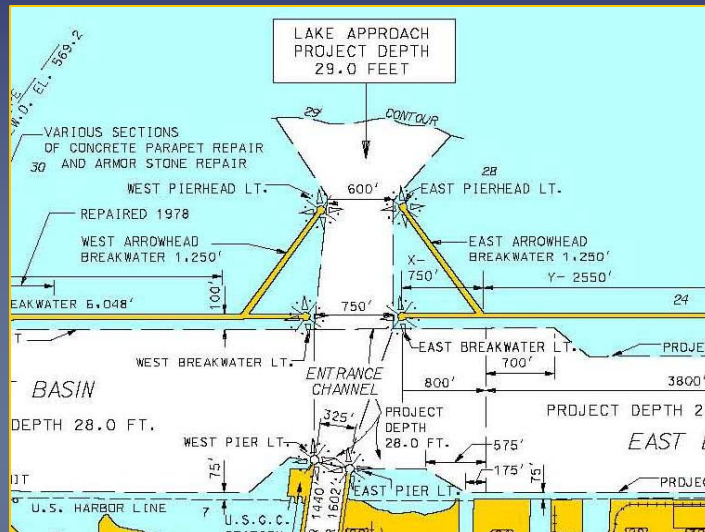 LAKE APPROACH
PROJECT DEPTH
29.0 FEET
W.D. EL. 569.2
29'
CONTOUR
VARIOUS SECTIONS
OF CONCRETE PARAPET REPAIR
AND ARMOR STONE REPAIR
30
28
WEST PIERHEAD LT.
600'
EAST PIERHEAD LT.
REPAIRED 1978
WEST ARROWHEAD
BREAKWATER 1,250'
EAST ARROWHEAD
BREAKWATER 1,250'
X-
750'
Y- 2550'
BREAKWATER 6,048'
100'
750'
24
WEST BREAKWATER LT.
EAST BREAKWATER LT.
700'
ENTRANCE
CHANNEL
800'
3800'
BASIN
DEPTH 28.0 FT.
325'
PROJECT
DEPTH
28.0 FT.
PROJECT DEPTH 2
EAST
WEST PIER LT.
575'
175'
75'
75'
EAST PIER LT.
U.S. HARBOR LINE
7
U.S.C.G.
1440'
1602'